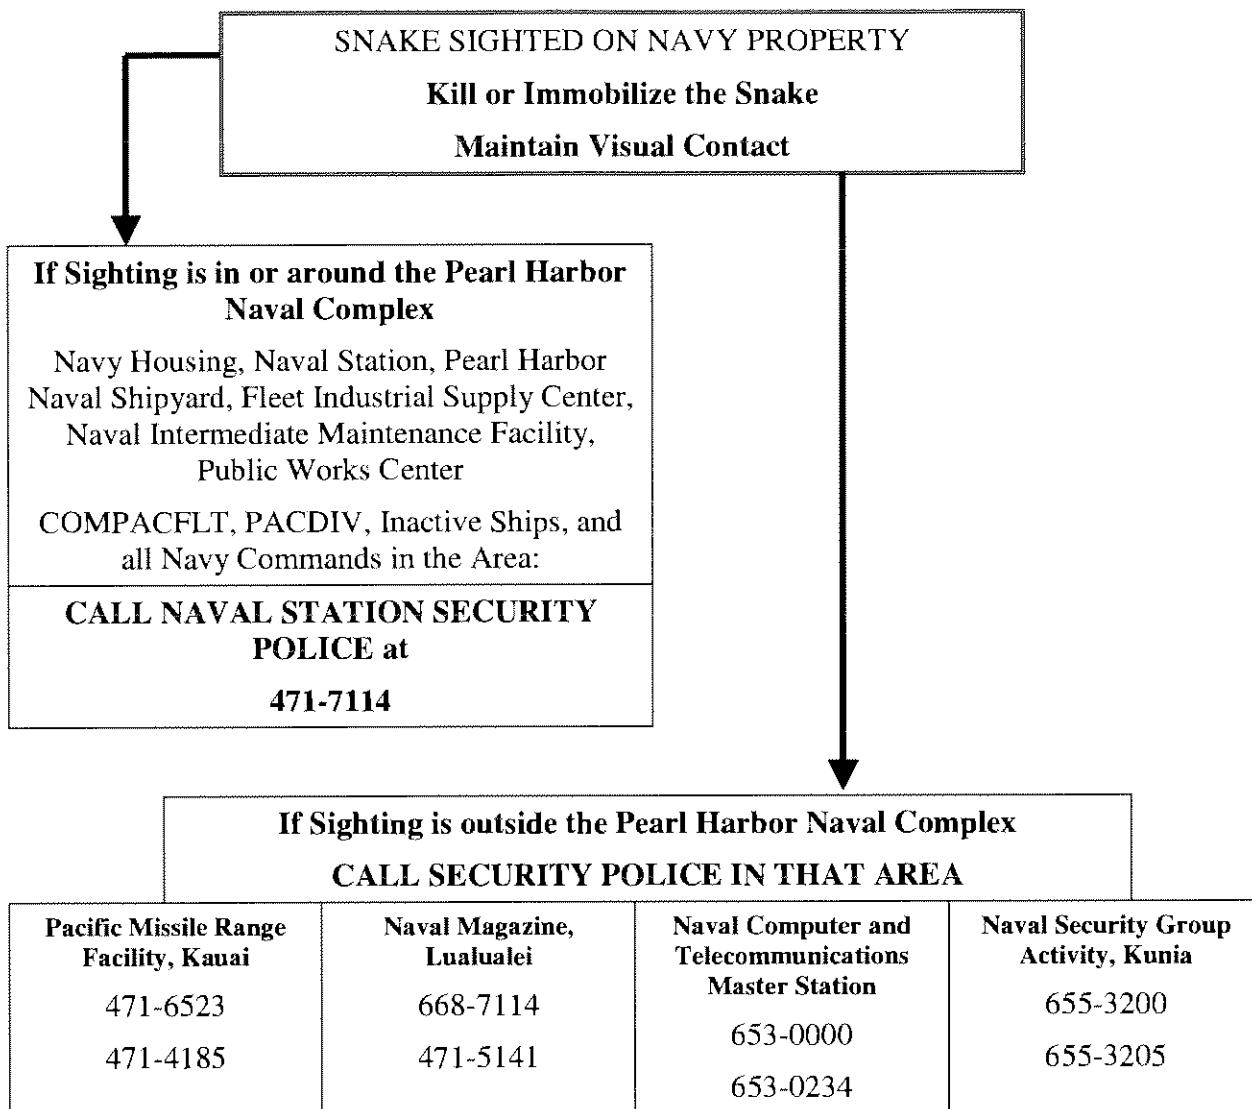 SNAKE SIGHTED ON NAVY PROPERTY
Kill or Immobilize the Snake
Maintain Visual Contact
If Sighting is in or around the Pearl Harbor
Naval Complex
Navy Housing, Naval Station, Pearl Harbor
Naval Shipyard, Fleet Industrial Supply Center,
Naval Intermediate Maintenance Facility,
Public Works Center
COMPACFLT, PACDIV, Inactive Ships, and
all Navy Commands in the Area:
CALL NAVAL STATION SECURITY
POLICE at
471-7114
If Sighting is outside the Pearl Harbor Naval Complex
CALL SECURITY POLICE IN THAT AREA
Pacific Missile Range
Facility, Kauai
471-6523
471-4185
Naval Magazine,
Lualualei
668-7114
471-5141
Naval Computer and
Telecommunications
Master Station
653-0000
653-0234
Naval Security Group
Activity, Kunia
655-3200
655-3205